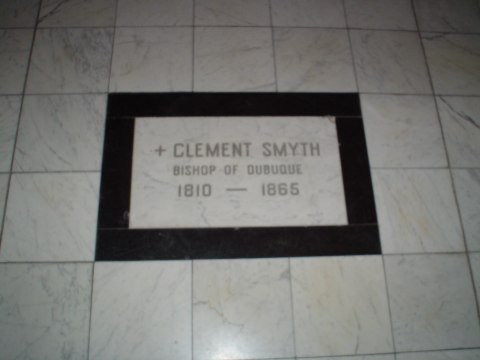 + CLEMENT SMYTH
BISHOP OF DUBUQUE
1810 — 1865